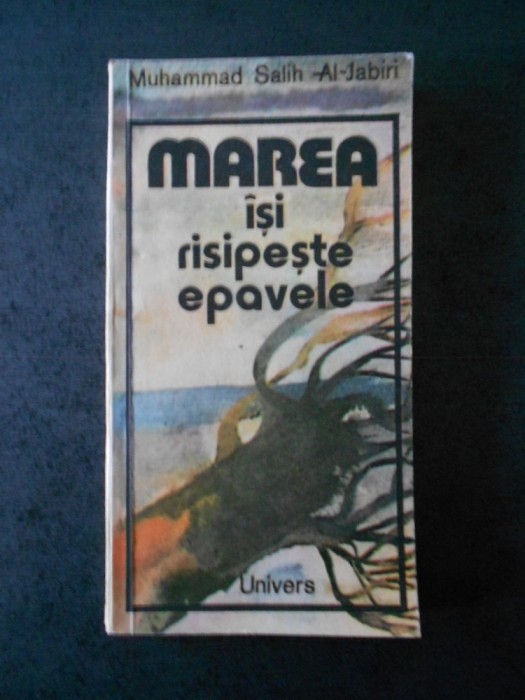 Muhammad Salih Al-Jabiri
MAREA
își
risipește
epavele
Univers